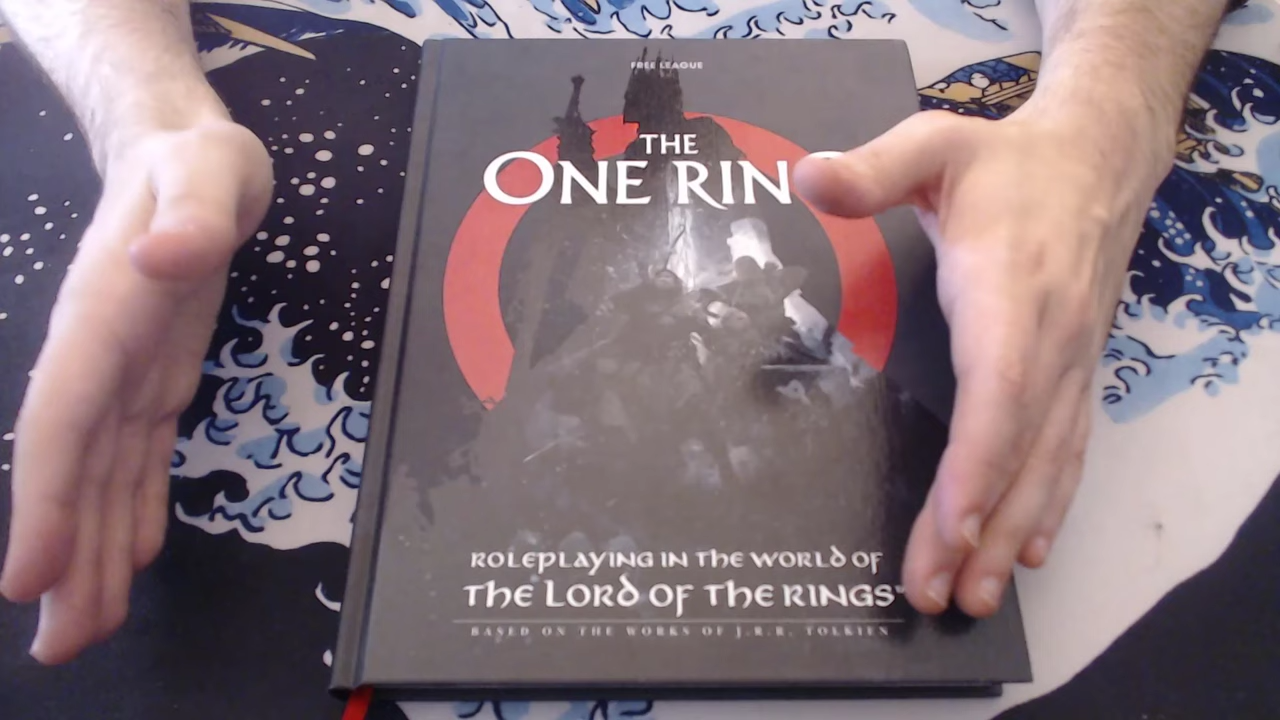 FREE LEAGUE
THE
ONE RIN
ROLEPLAYING IN THE WORLD OF
THE LORD OF THE RINGS
BASED ON THE WORKS OF J.R.R. TOLKIEN